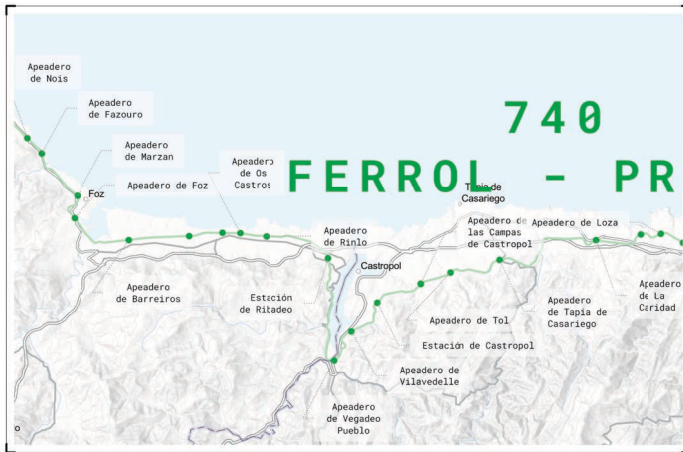 Apeadero
de Nois
Apeadero
de Fazouro
Apeadero
de Marzan
Foz
Apeadero de Foz
Apeadero
de Os
Castros
740
FERROL - PR
Tapia de
Casariego
Apeadero
de Rinlo
Apeadero de
las Campas
de Castropol
Apeadero de Loza
Castropol
Apeadero
de Barreiros
Estación
de Ribadeo
Apeadero
de Tapia de
Casariego
Apeadero
de La
Caridad
Apeadero de Tol
Estación de Castropol
Apeadero de
Vilavedelle
Apeadero
de Vegadeo
Pueblo
o